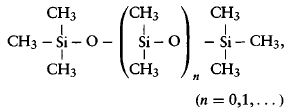 CH₃ (CH₃ CH₃
CH₃ – Si – O – ( Si – O ) – Si – CH₃,
CH₃ (CH₃ )ₙ CH₃
(n = 0,1, . . . )